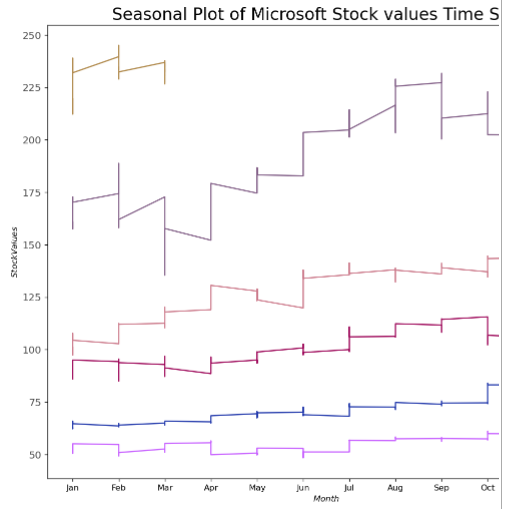 Seasonal Plot of Microsoft Stock values Time S
250
225
200
175
150
125
100
75
50
StockValues
Jan Feb Mar Apr May Jun Jul Aug Sep Oct
Month